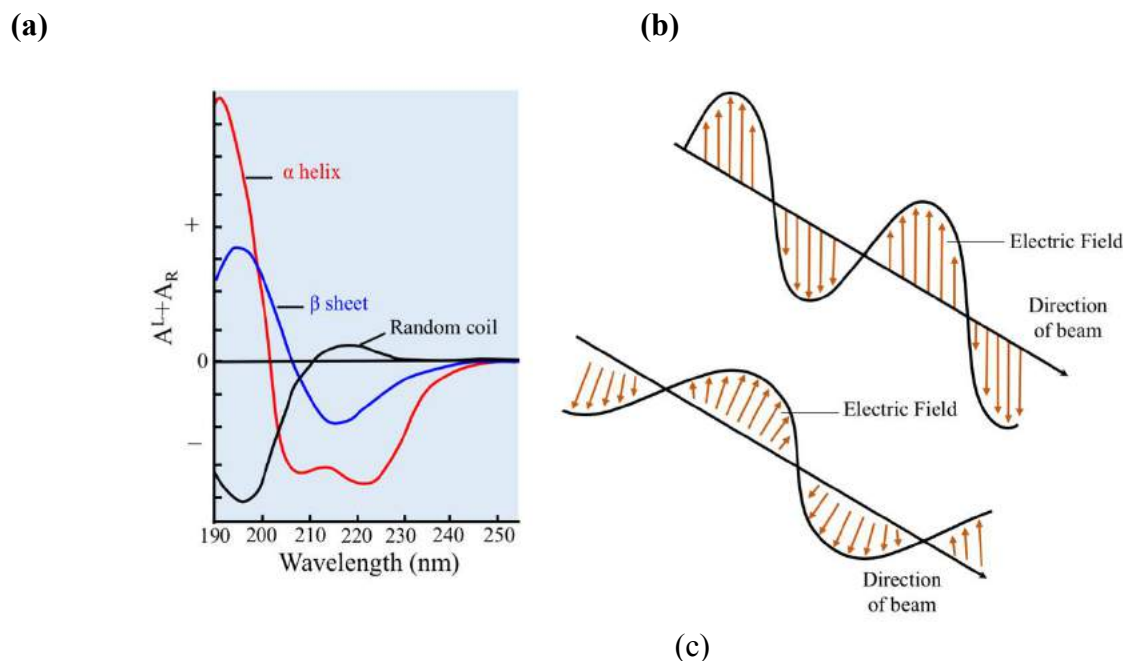 (a)
(b)
α helix
β sheet
Random coil
+
0
–
A^L+A_R
190 200 210 220 230 240 250
Wavelength (nm)
Electric Field
Direction
of beam
Electric Field
Direction
of beam
(c)